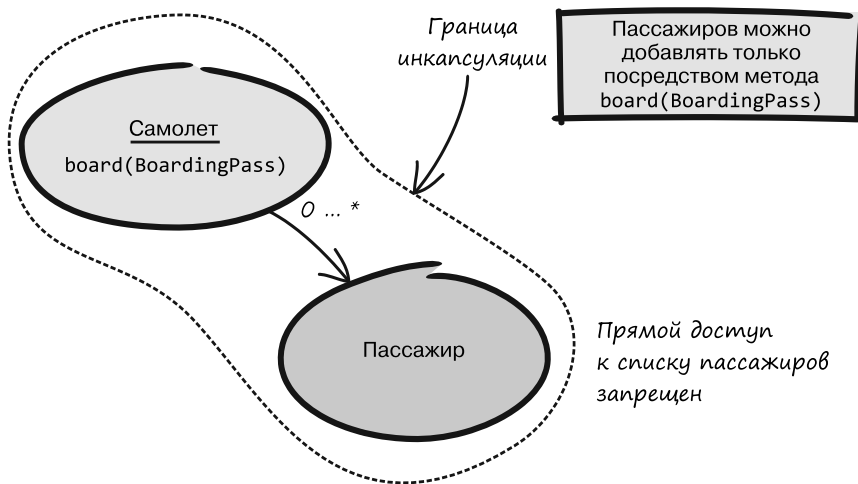 Граница
инкапсуляции
Пассажиров можно
добавлять только
посредством метода
board(BoardingPass)
Самолет
board(BoardingPass)
0 ... *
Пассажир
Прямой доступ
к списку пассажиров
запрещен